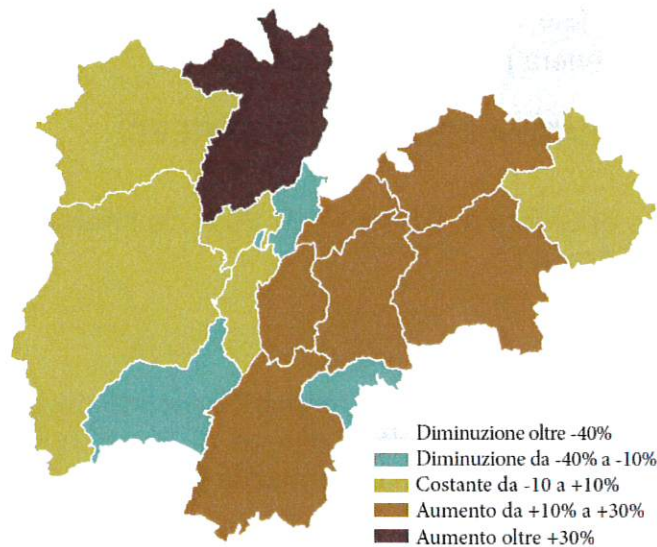 Diminuzione oltre -40%
Diminuzione da -40% a -10%
Costante da -10 a +10%
Aumento da +10% a +30%
Aumento oltre +30%